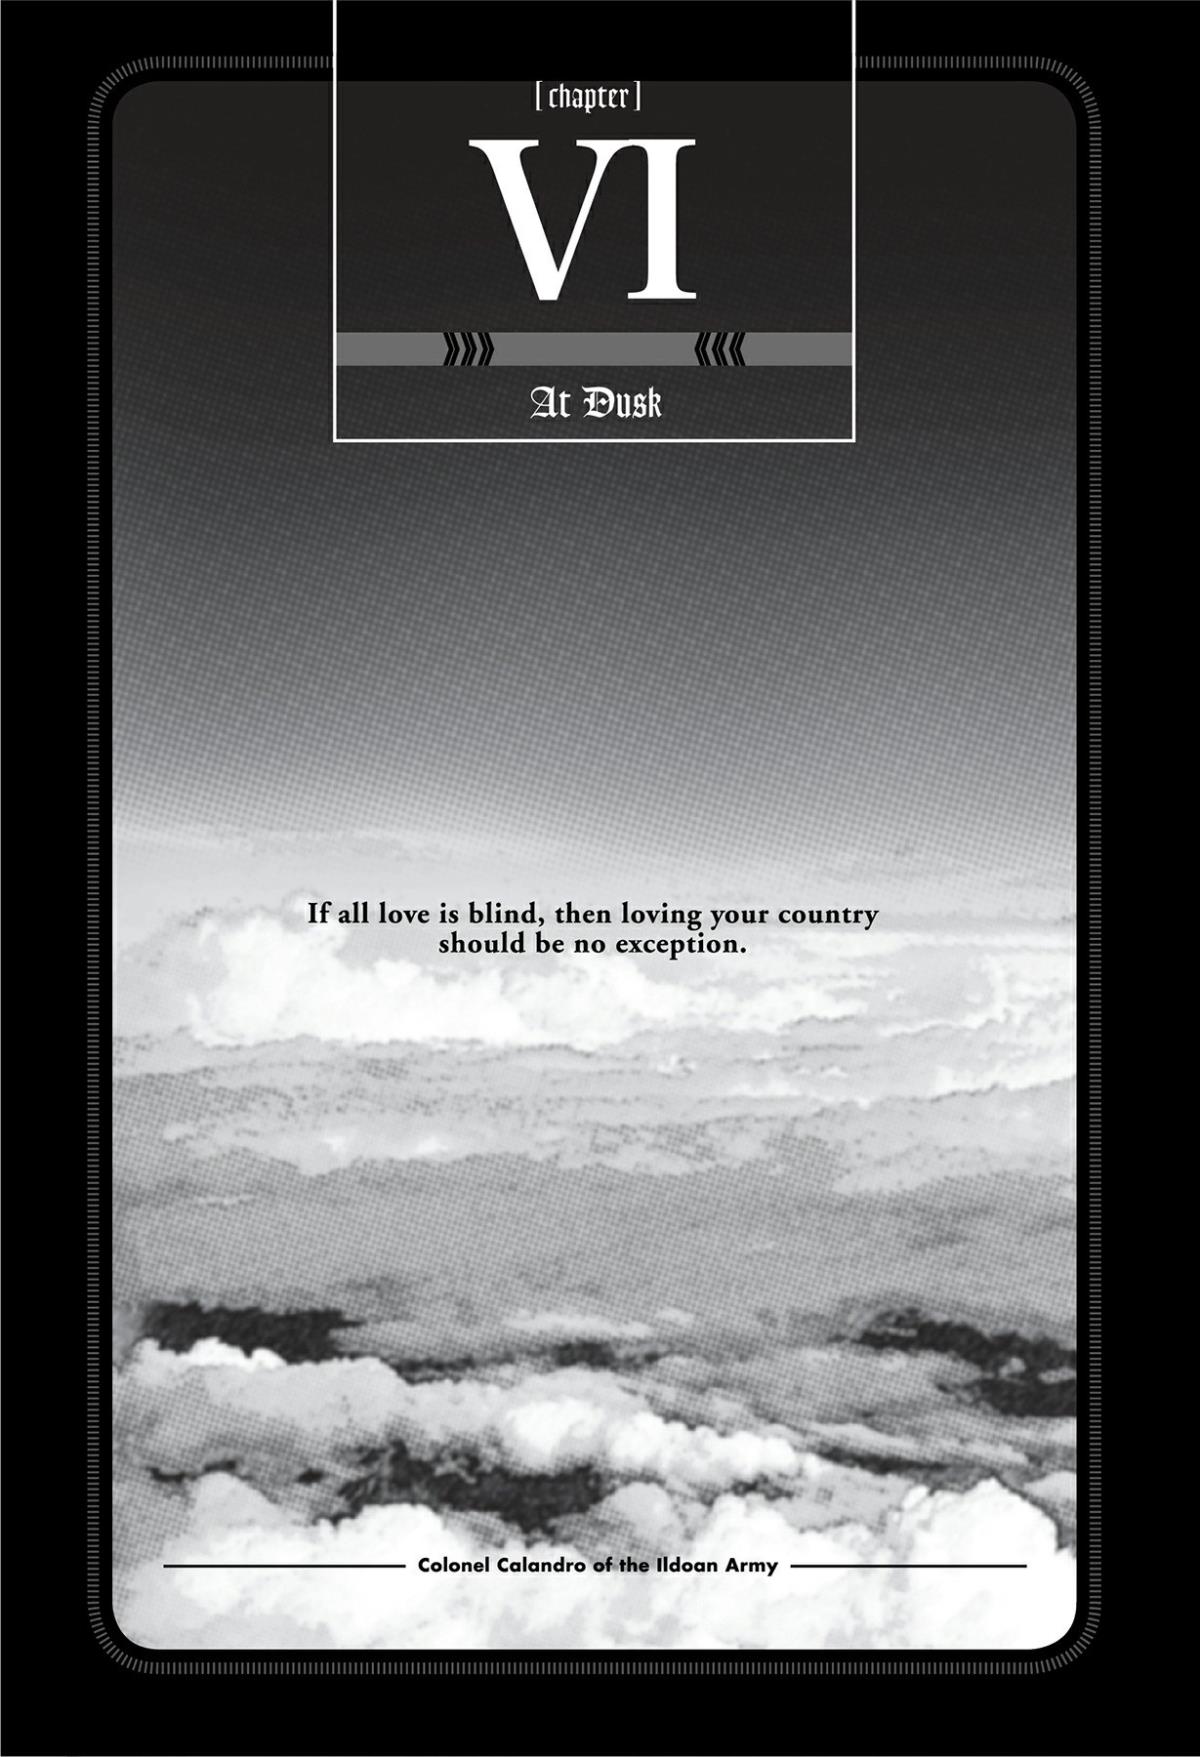 [chapter]
VI
At Dusk
If all love is blind, then loving your country
should be no exception.
Colonel Calandro of the Ildoan Army